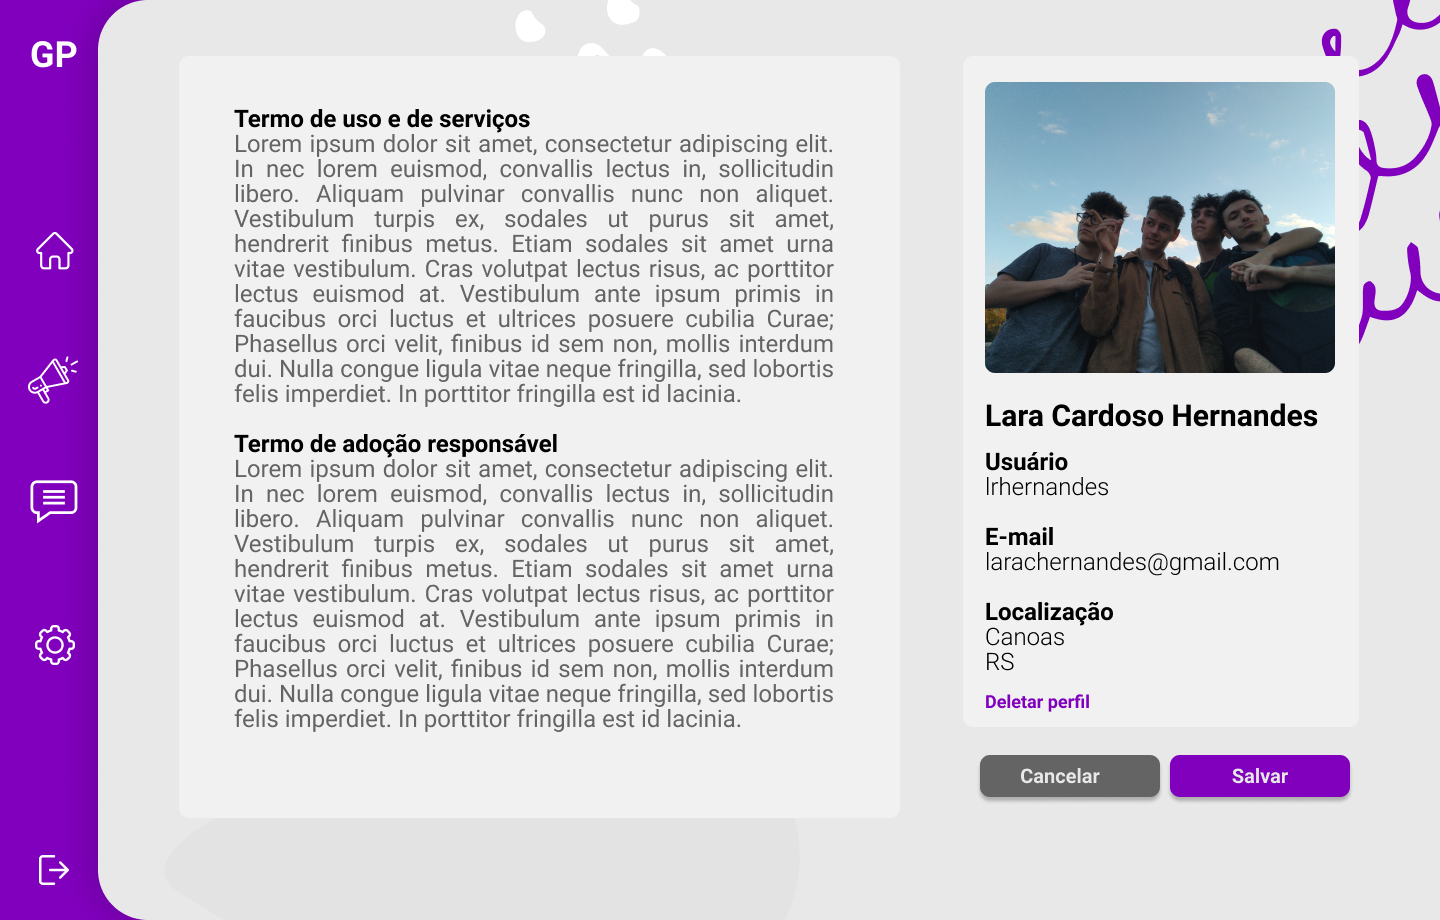 GP
Termo de uso e de serviços
Lorem ipsum dolor sit amet, consectetur adipiscing elit.
In nec lorem euismod, convallis lectus in, sollicitudin
libero. Aliquam pulvinar convallis nunc non aliquet.
Vestibulum turpis ex, sodales ut purus sit amet,
hendrerit finibus metus. Etiam sodales sit amet urna
vitae vestibulum. Cras volutpat lectus risus, ac porttitor
lectus euismod at. Vestibulum ante ipsum primis in
faucibus orci luctus et ultrices posuere cubilia Curae;
Phasellus orci velit, finibus id sem non, mollis interdum
dui. Nulla congue ligula vitae neque fringilla, sed lobortis
felis imperdiet. In porttitor fringilla est id lacinia.
Termo de adoção responsável
Lorem ipsum dolor sit amet, consectetur adipiscing elit.
In nec lorem euismod, convallis lectus in, sollicitudin
libero. Aliquam pulvinar convallis nunc non aliquet.
Vestibulum turpis ex, sodales ut purus sit amet,
hendrerit finibus metus. Etiam sodales sit amet urna
vitae vestibulum. Cras volutpat lectus risus, ac porttitor
lectus euismod at. Vestibulum ante ipsum primis in
faucibus orci luctus et ultrices posuere cubilia Curae;
Phasellus orci velit, finibus id sem non, mollis interdum
dui. Nulla congue ligula vitae neque fringilla, sed lobortis
felis imperdiet. In porttitor fringilla est id lacinia.
Lara Cardoso Hernandes
Usuário
lrhernandes
E-mail
larachernandes@gmail.com
Localização
Canoas
RS
Deletar perfil
Cancelar
Salvar